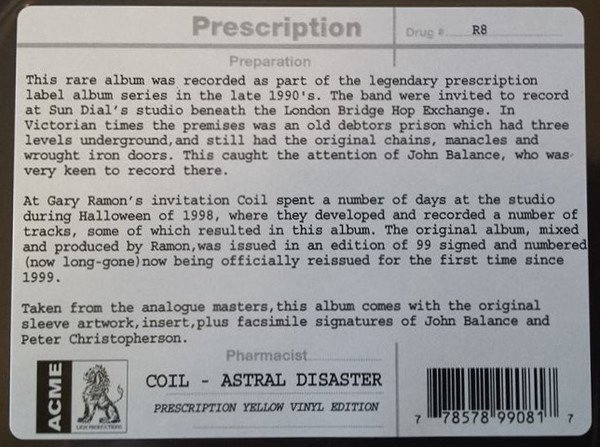 Prescription
Drug #
R8
Preparation
This rare album was recorded as part of the legendary prescription
label album series in the late 1990's. The band were invited to record
at Sun Dial's studio beneath the London Bridge Hop Exchange. In
Victorian times the premises was an old debtors prison which had three
levels underground,and still had the original chains, manacles and
wrought iron doors. This caught the attention of John Balance, who was
very keen to record there.
At Gary Ramon's invitation Coil spent a number of days at the studio
during Halloween of 1998, where they developed and recorded a number of
tracks, some of which resulted in this album. The original album, mixed
and produced by Ramon,was issued in an edition of 99 signed and numbered
(now long-gone)now being officially reissued for the first time since
1999.
Taken from the analogue masters,this album comes with the original
sleeve artwork,insert,plus facsimile signatures of John Balance and
Peter Christopherson.
Pharmacist
ACME
LION PRODUCTIONS
COIL - ASTRAL DISASTER
PRESCRIPTION YELLOW VINYL EDITION
7 78578 99081 7